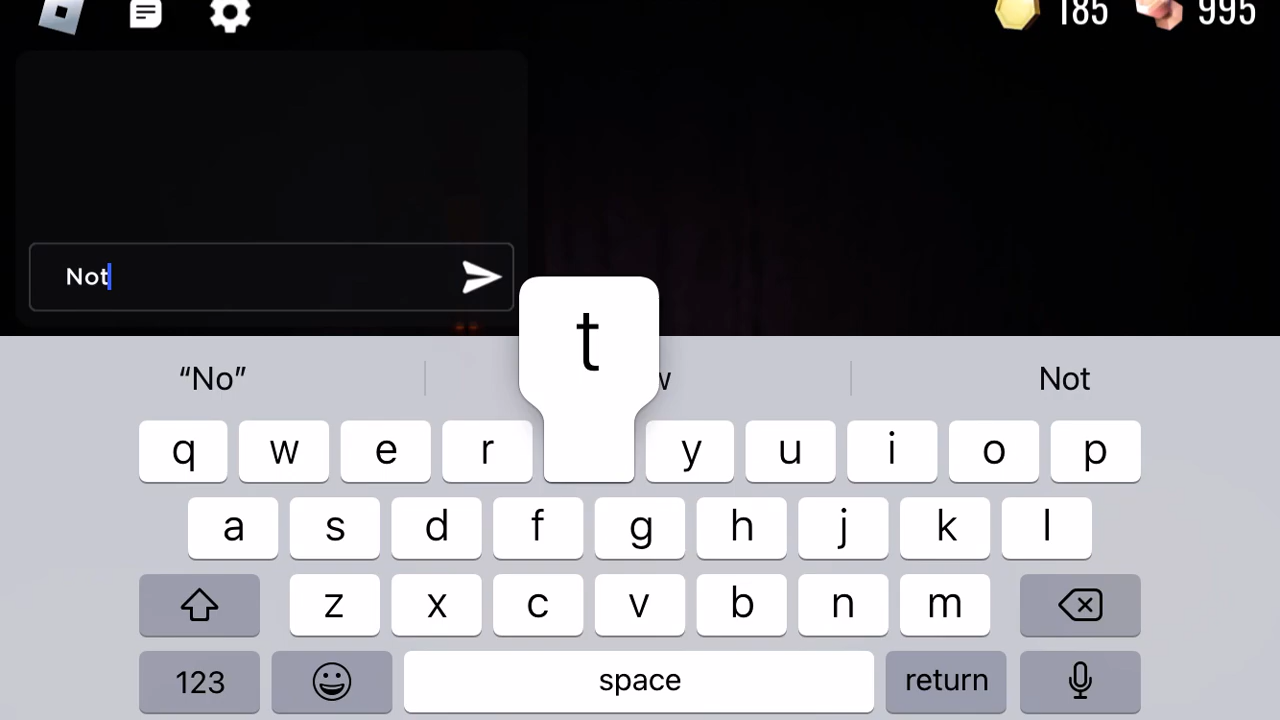 185 995
Not
t
“No” Not
q w e r y u i o p
a s d f g h j k l
z x c v b n m
123 space return